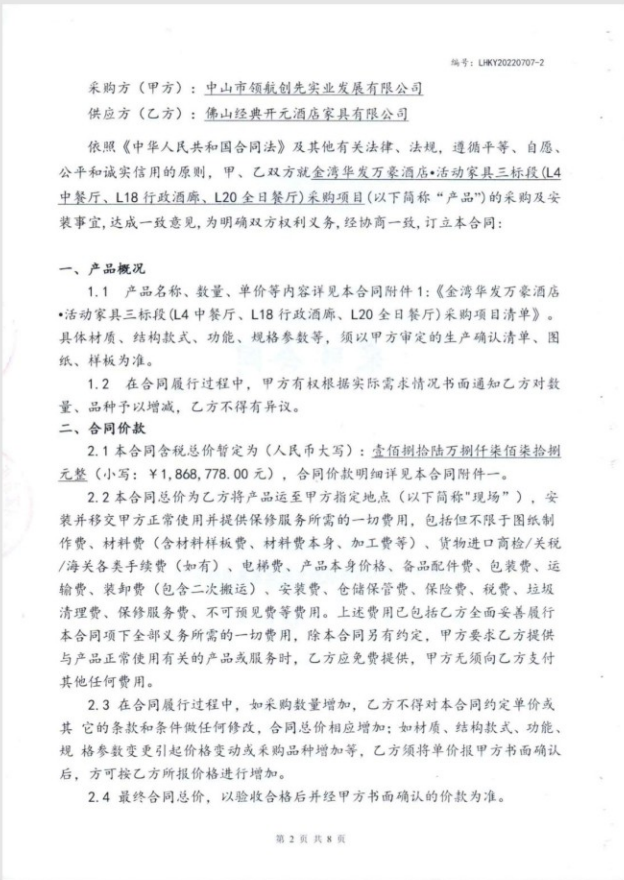 编号: LHKY20220707-2
采购方（甲方）：中山市领航创先实业发展有限公司
供应方（乙方）：佛山经典开元酒店家具有限公司
依照《中华人民共和国合同法》及其他有关法律、法规，遵循平等、自愿、
公平和诚实信用的原则，甲、乙双方就金湾华发万豪酒店•活动家具三标段(L4
中餐厅、L18 行政酒廊、L20 全日餐厅)采购项目(以下简称“产品”)的采购及安
装事宜,达成一致意见,为明确双方权利义务,经协商一致,订立本合同:
一、产品概况
1.1 产品名称、数量、单价等内容详见本合同附件 1:《金湾华发万豪酒店
•活动家具三标段(L4 中餐厅、L18 行政酒廊、L20 全日餐厅)采购项目清单》。
具体材质、结构款式、功能、规格参数等，须以甲方审定的生产确认清单、图
纸、样板为准。
1.2 在合同履行过程中，甲方有权根据实际需求情况书面通知乙方对数
量、品种予以增减，乙方不得有异议。
二、合同价款
2.1 本合同含税总价暂定为（人民币大写）：壹佰捌拾陆万捌仟柒佰柒拾捌
元整（小写：￥1,868,778.00 元），合同价款明细详见本合同附件一。
2.2 本合同总价为乙方将产品运至甲方指定地点（以下简称"现场"），安
装并移交甲方正常使用并提供保修服务所需的一切费用，包括但不限于图纸制
作费、材料费（含材料样板费、材料费本身、加工费等）、货物进口商检/关税
/海关各类手续费（如有）、电梯费、产品本身价格、备品配件费、包装费、运
输费、装卸费（包含二次搬运）、安装费、仓储保管费、保险费、税费、垃圾
清理费、保修服务费、不可预见费等费用。上述费用已包括乙方全面妥善履行
本合同项下全部义务所需的一切费用，除本合同另有约定，甲方要求乙方提供
与产品正常使用有关的产品或服务时，乙方应免费提供，甲方无须向乙方支付
其他任何费用。
2.3 在合同履行过程中，如采购数量增加，乙方不得对本合同约定单价或
其 它的条款和条件做任何修改，合同总价相应增加；如材质、结构款式、功能、
规 格参数变更引起价格变动或采购品种增加等，乙方须将单价报甲方书面确认
后，方可按乙方所报价格进行增加。
2.4 最终合同总价，以验收合格后并经甲方书面确认的价款为准。
第 2 页 共 8 页